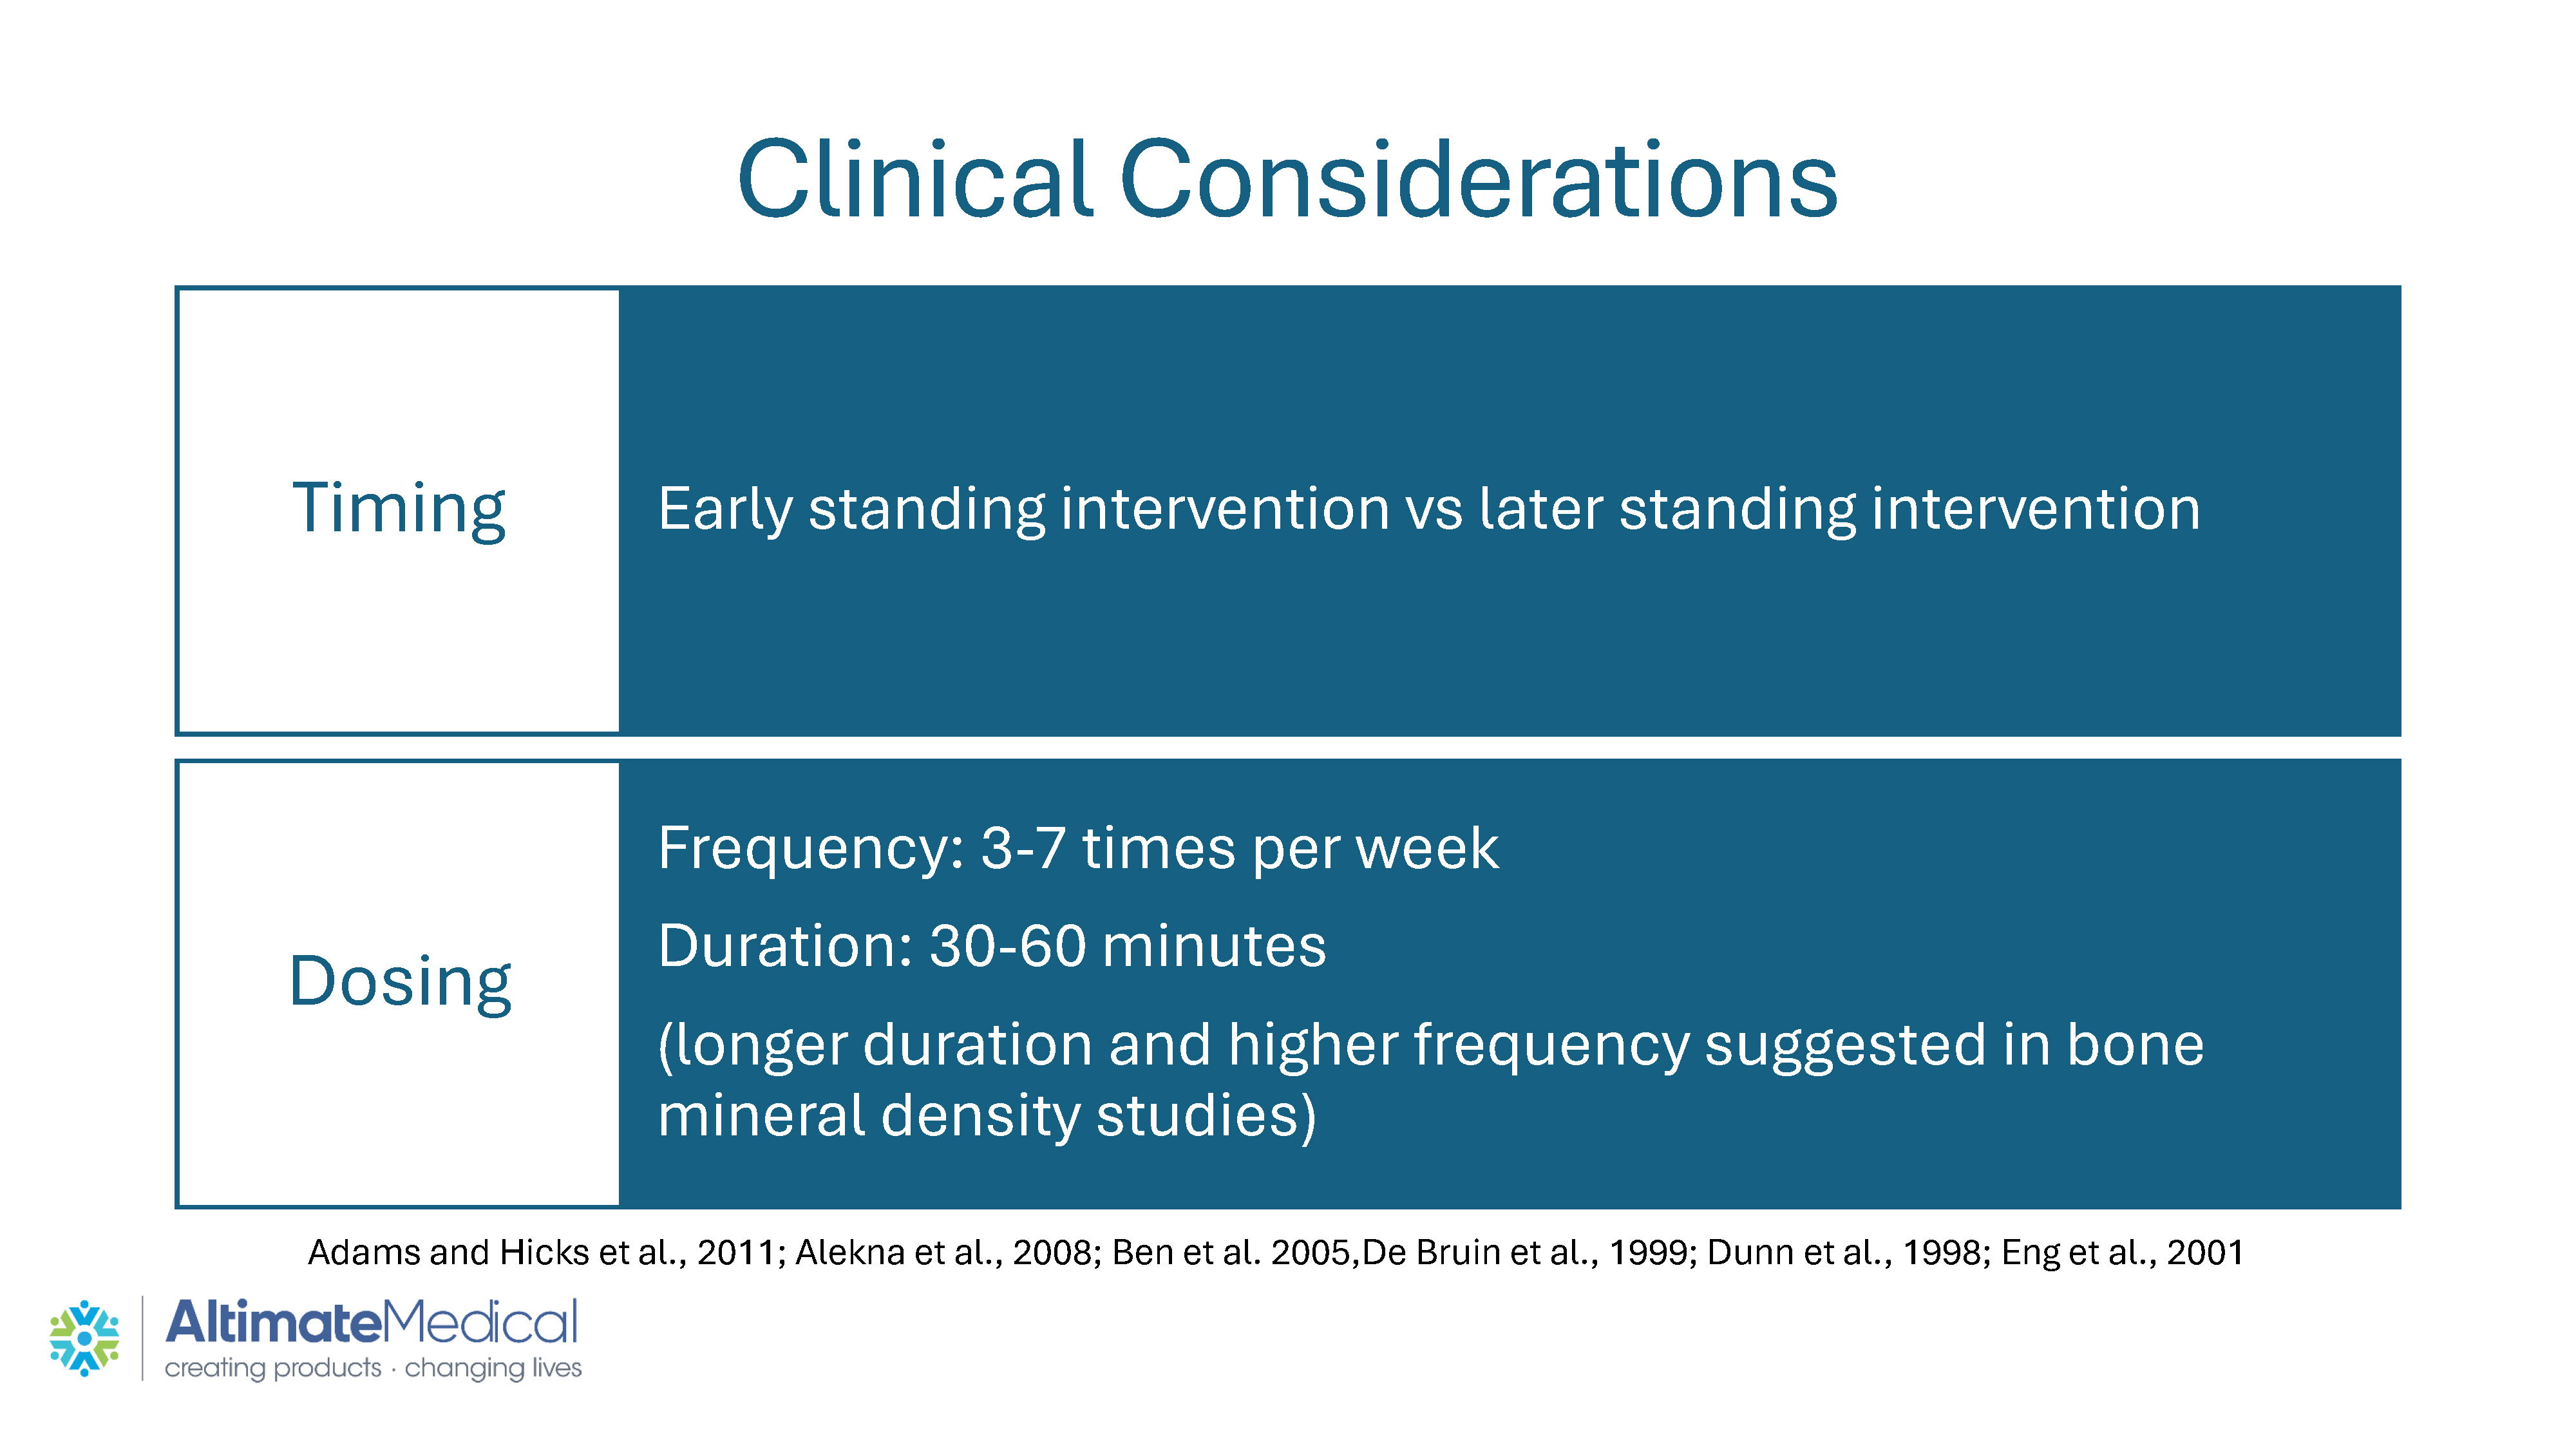 Clinical Considerations
Timing
Early standing intervention vs later standing intervention
Dosing
Frequency: 3-7 times per week
Duration: 30-60 minutes
(longer duration and higher frequency suggested in bone
mineral density studies)
Adams and Hicks et al., 2011; Alekna et al., 2008; Ben et al. 2005,De Bruin et al., 1999; Dunn et al., 1998; Eng et al., 2001
AltimateMedical
creating products · changing lives